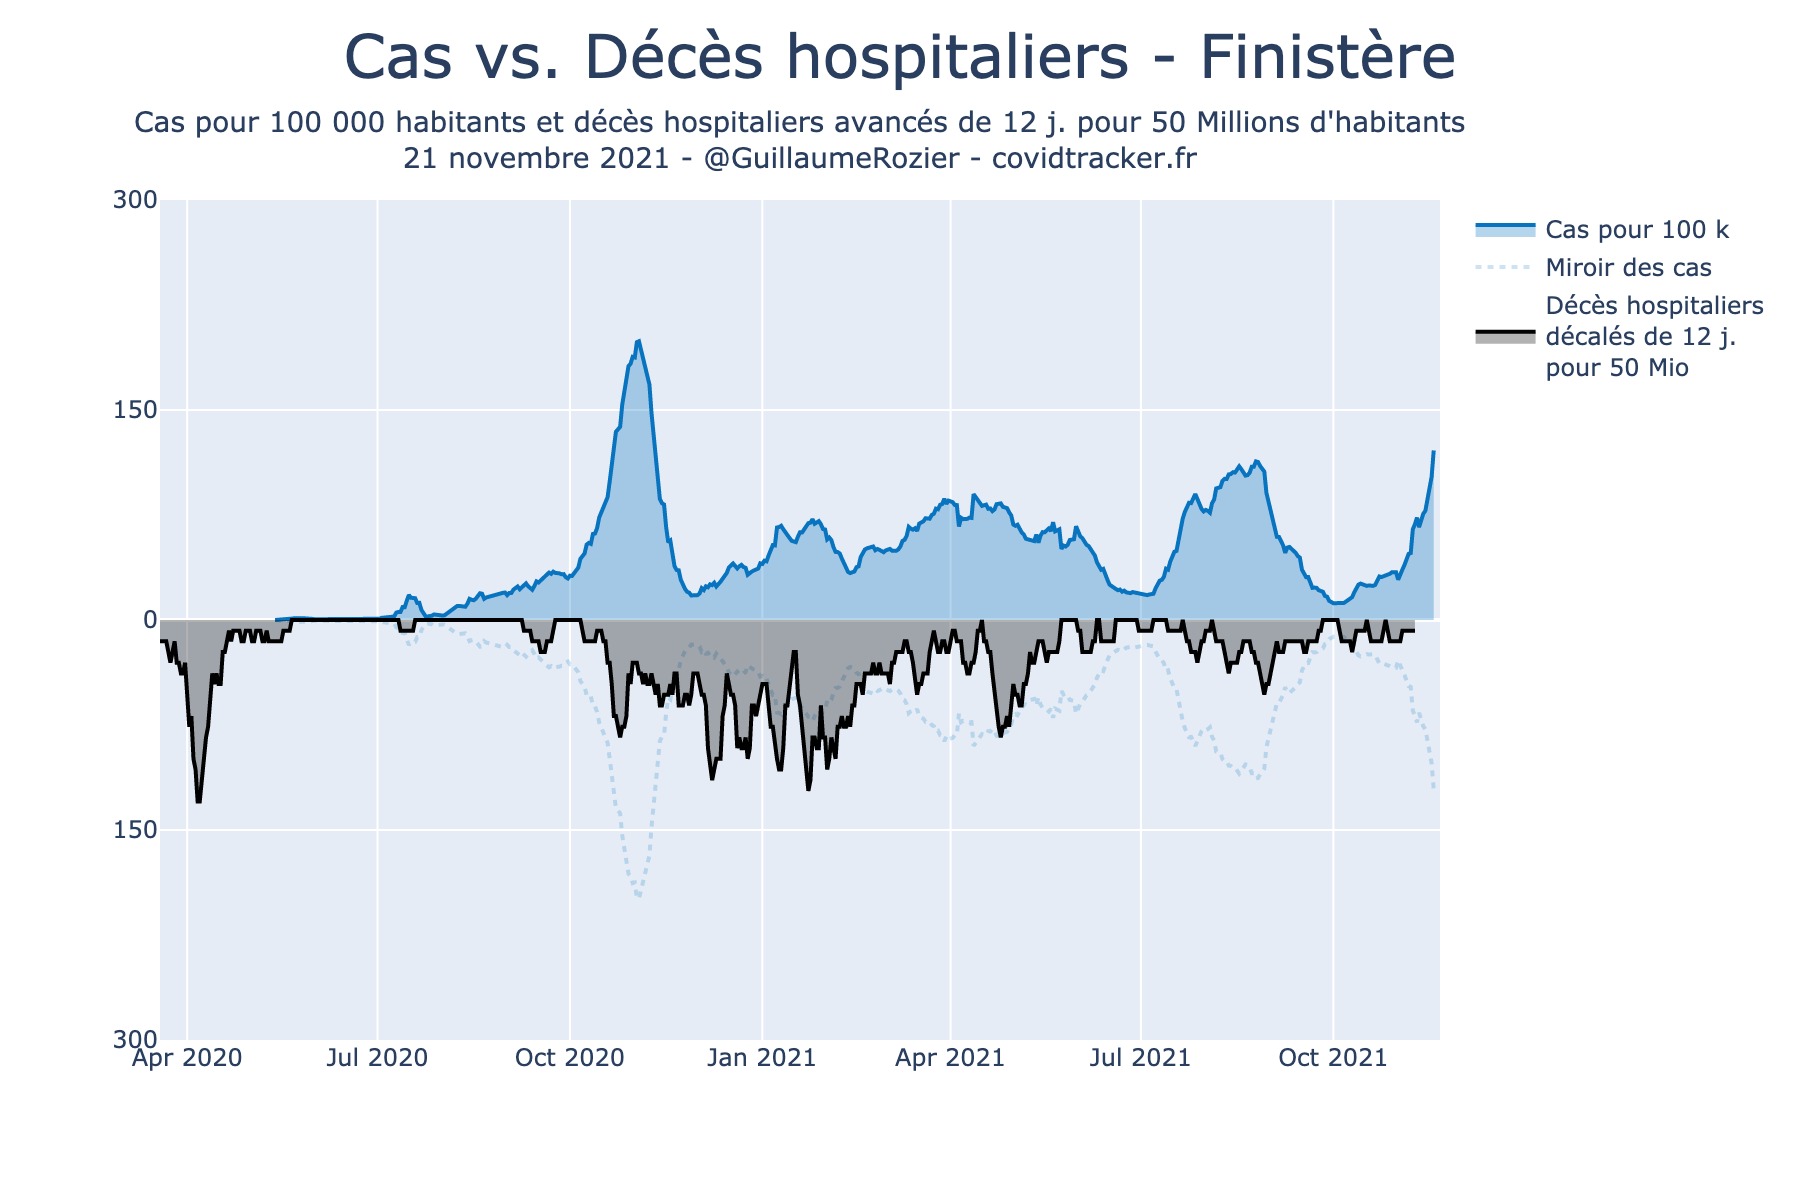 Cas vs. Décès hospitaliers - Finistère
Cas pour 100 000 habitants et décès hospitaliers avancés de 12 j. pour 50 Millions d'habitants
21 novembre 2021 - @GuillaumeRozier - covidtracker.fr
300
150
0
150
300
Apr 2020
Jul 2020
Oct 2020
Jan 2021
Apr 2021
Jul 2021
Oct 2021
Cas pour 100 k
Miroir des cas
Décès hospitaliers
décalés de 12 j.
pour 50 Mio